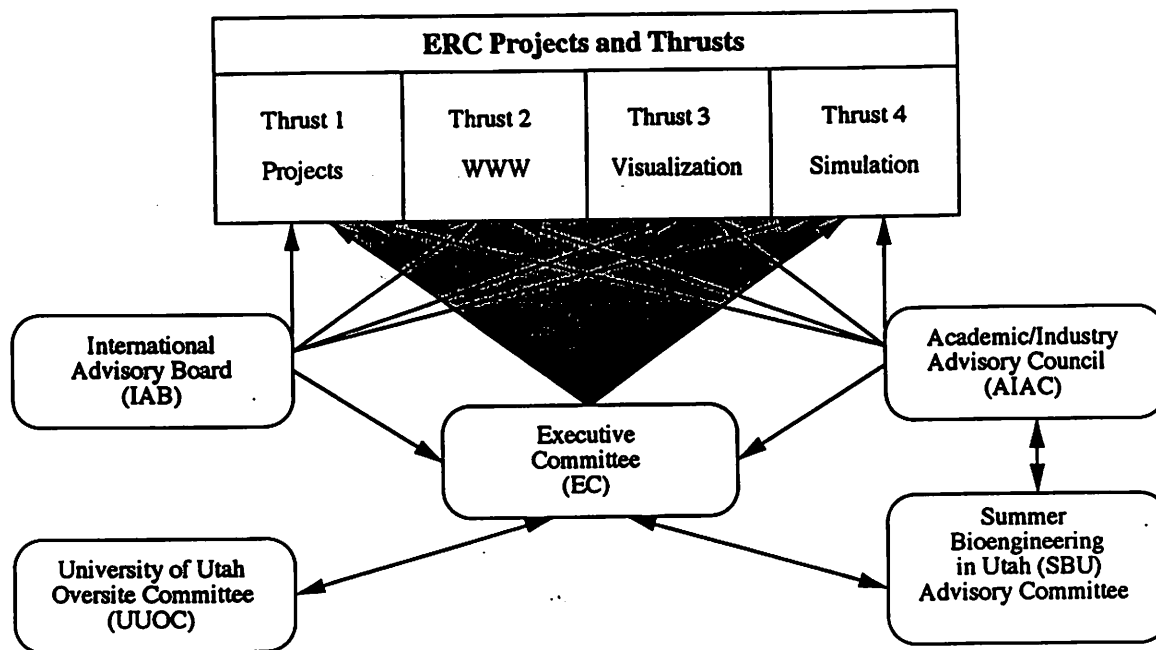 ERC Projects and Thrusts
Thrust 1
Projects
Thrust 2
WWW
Thrust 3
Visualization
Thrust 4
Simulation
International
Advisory Board
(IAB)
Academic/Industry
Advisory Council
(AIAC)
Executive
Committee
(EC)
University of Utah
Oversite Committee
(UUOC)
Summer
Bioengineering
in Utah (SBU)
Advisory Committee